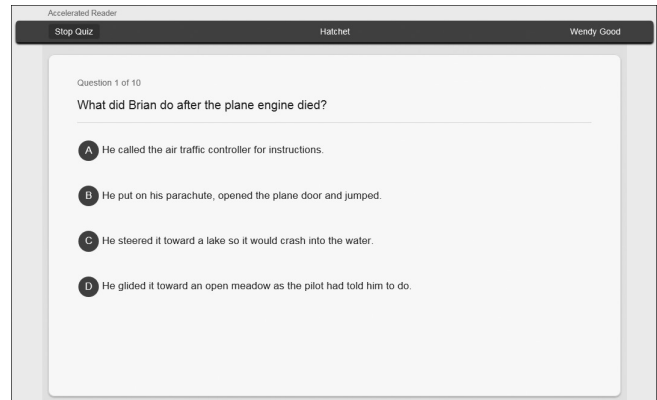 Accelerated Reader
Stop Quiz Hatchet Wendy Good
Question 1 of 10
What did Brian do after the plane engine died?
A He called the air traffic controller for instructions.
B He put on his parachute, opened the plane door and jumped.
C He steered it toward a lake so it would crash into the water.
D He glided it toward an open meadow as the pilot had told him to do.